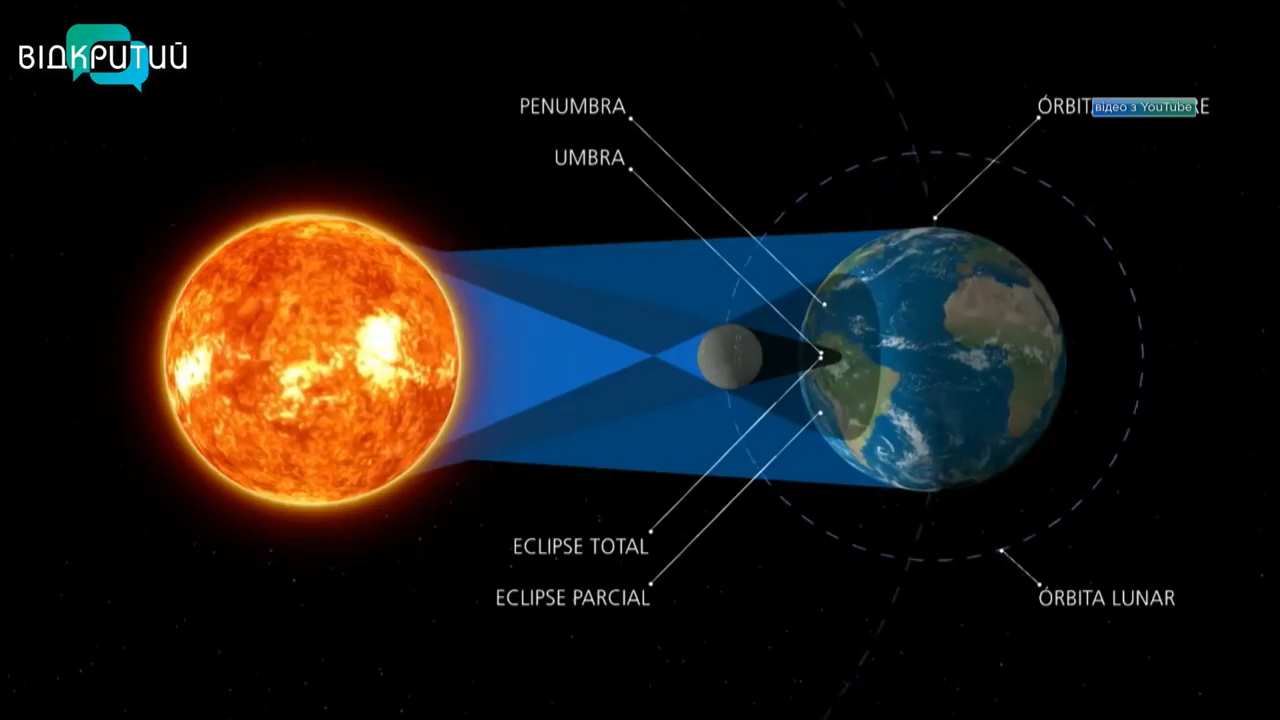 ВІДКРИТИЙ
PENUMBRA
відео з YouTube
UMBRA
ECLIPSE TOTAL
ECLIPSE PARCIAL
ÓRBITA LUNAR